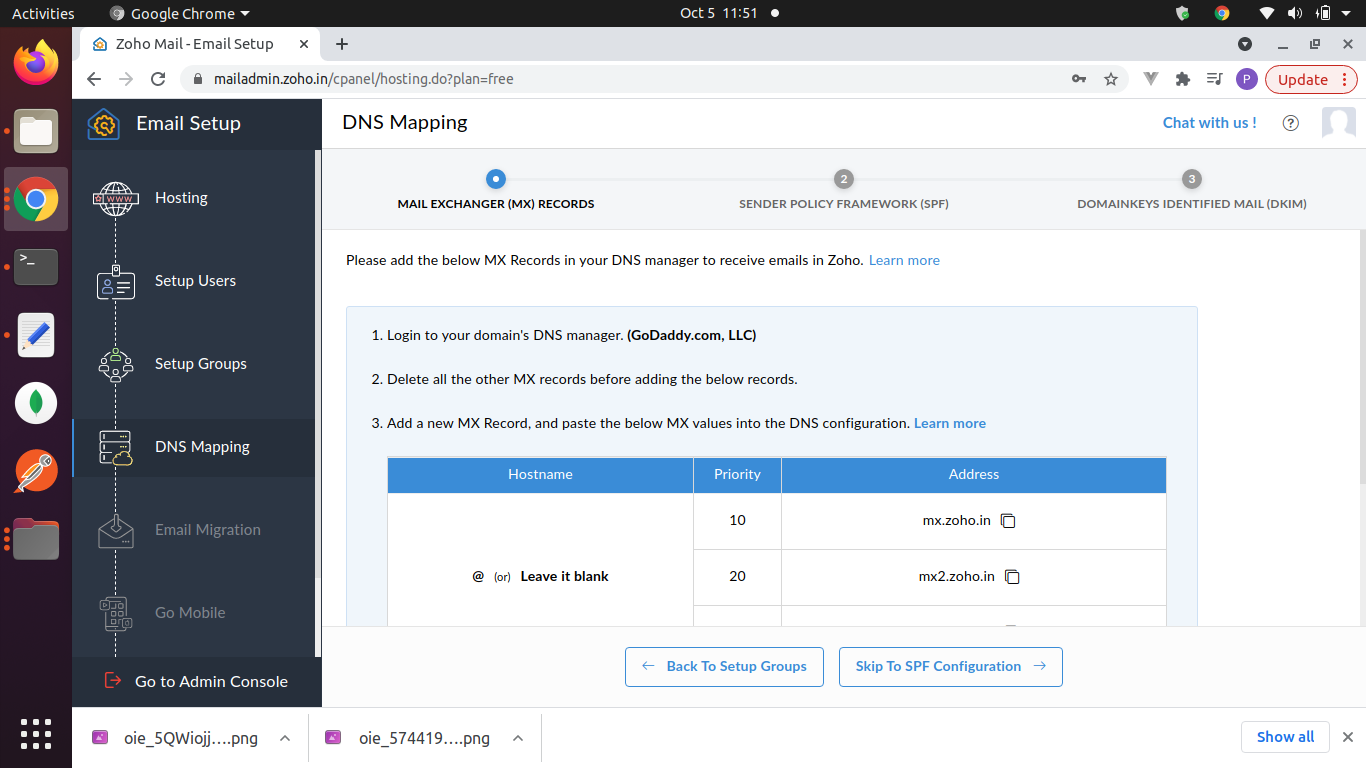 Activities Google Chrome Oct 5 11:51
Zoho Mail - Email Setup
mailadmin.zoho.in/cpanel/hosting.do?plan=free P Update
Email Setup
DNS Mapping Chat with us ! ?
WWW Hosting
Setup Users
Setup Groups
DNS Mapping
Email Migration
Go Mobile
Go to Admin Console
2 3
MAIL EXCHANGER (MX) RECORDS SENDER POLICY FRAMEWORK (SPF) DOMAINKEYS IDENTIFIED MAIL (DKIM)
Please add the below MX Records in your DNS manager to receive emails in Zoho. Learn more
1. Login to your domain's DNS manager. (GoDaddy.com, LLC)
2. Delete all the other MX records before adding the below records.
3. Add a new MX Record, and paste the below MX values into the DNS configuration. Learn more
Hostname Priority Address
10 mx.zoho.in
@ (or) Leave it blank 20 mx2.zoho.in
← Back To Setup Groups Skip To SPF Configuration →
oie_5QWiojj....png oie_574419....png Show all